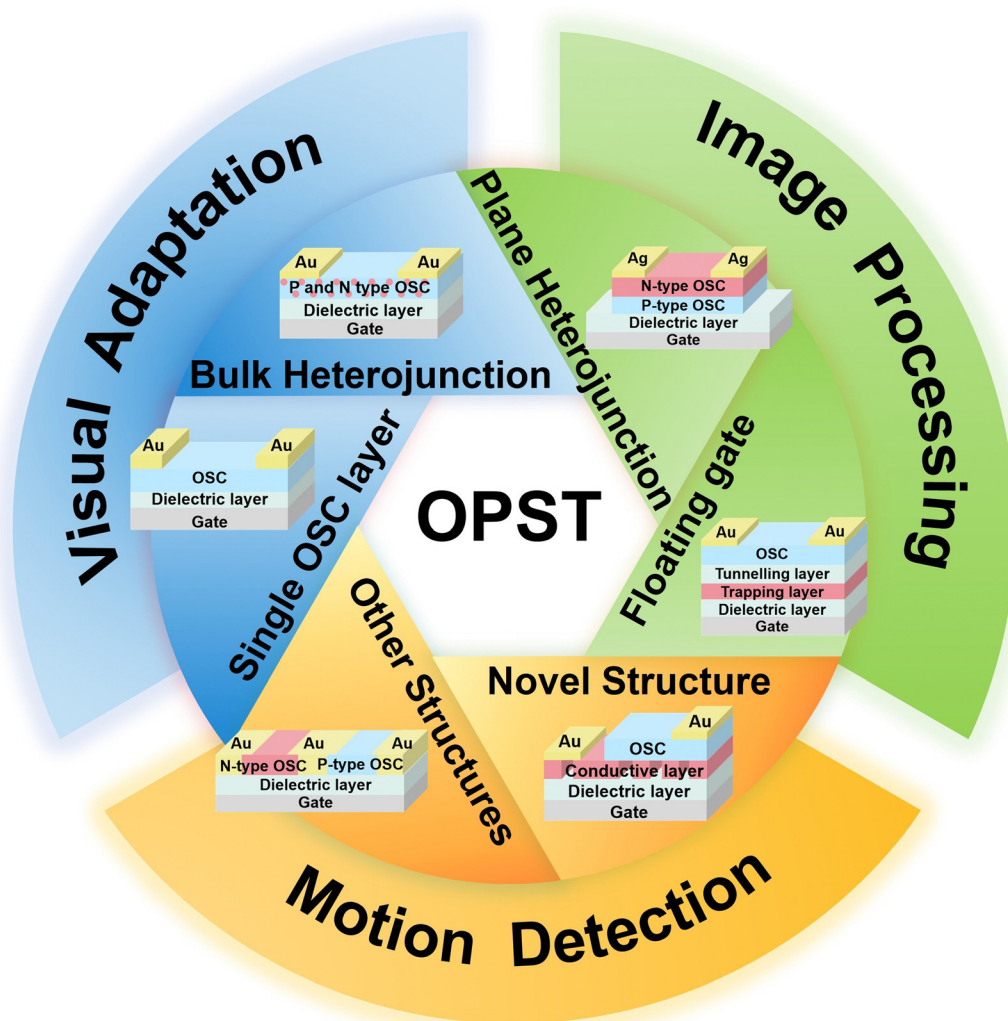 Visual Adaptation
Image Processing
Motion Detection
OPST
Bulk Heterojunction
Au Au
P and N type OSC
Dielectric layer
Gate
Plane Heterojunction
Ag Ag
N-type OSC
P-type OSC
Dielectric layer
Gate
Floating gate
Au Au
OSC
Tunnelling layer
Trapping layer
Dielectric layer
Gate
Novel Structure
Au Au
OSC
Conductive layer
Dielectric layer
Gate
Other Structures
Au Au Au
N-type OSC P-type OSC
Dielectric layer
Gate
Single OSC layer
Au Au
OSC
Dielectric layer
Gate